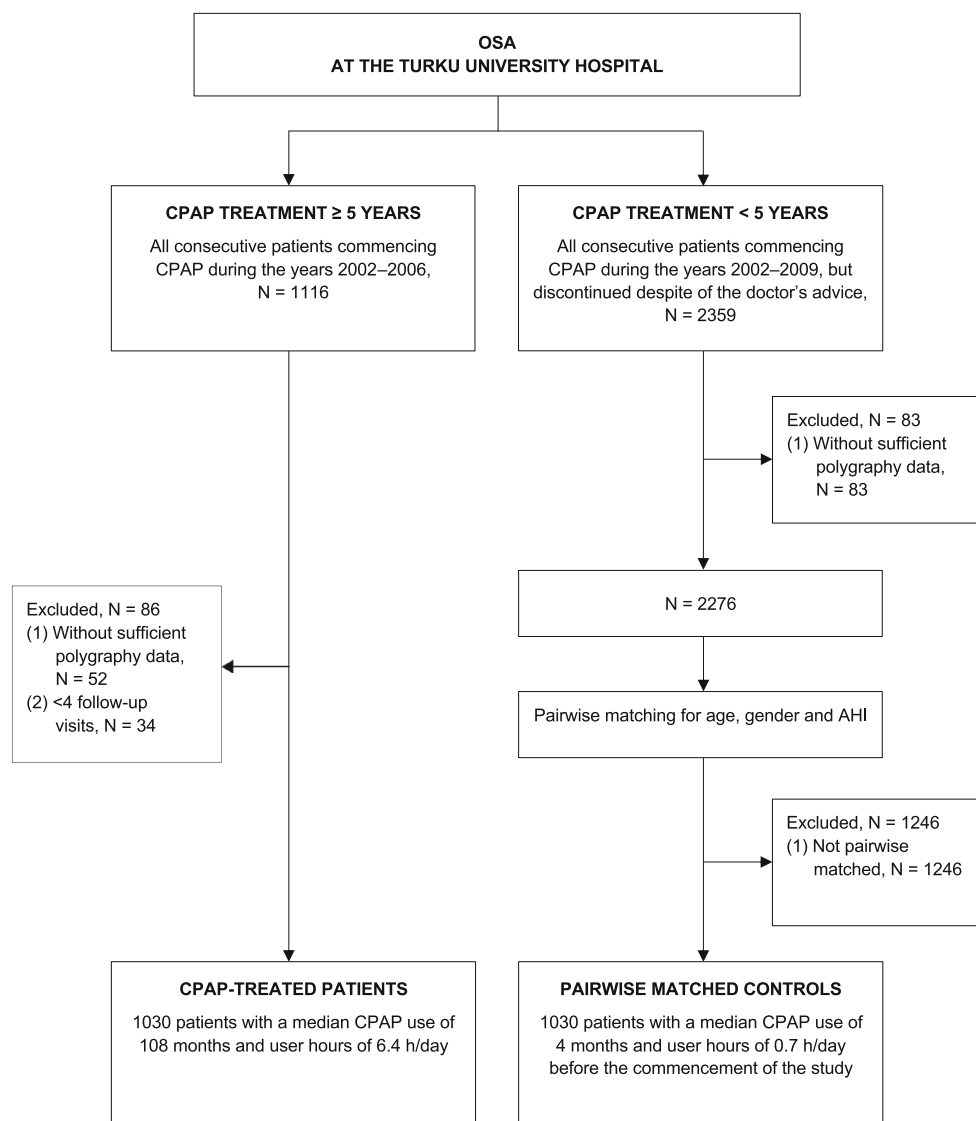 OSA
AT THE TURKU UNIVERSITY HOSPITAL
CPAP TREATMENT ≥ 5 YEARS
All consecutive patients commencing
CPAP during the years 2002–2006,
N = 1116
CPAP TREATMENT < 5 YEARS
All consecutive patients commencing
CPAP during the years 2002–2009, but
discontinued despite of the doctor's advice,
N = 2359
Excluded, N = 83
(1) Without sufficient
polygraphy data,
N = 83
Excluded, N = 86
(1) Without sufficient
polygraphy data,
N = 52
(2) <4 follow-up
visits, N = 34
N = 2276
Pairwise matching for age, gender and AHI
Excluded, N = 1246
(1) Not pairwise
matched, N = 1246
CPAP-TREATED PATIENTS
1030 patients with a median CPAP use of
108 months and user hours of 6.4 h/day
PAIRWISE MATCHED CONTROLS
1030 patients with a median CPAP use of
4 months and user hours of 0.7 h/day
before the commencement of the study